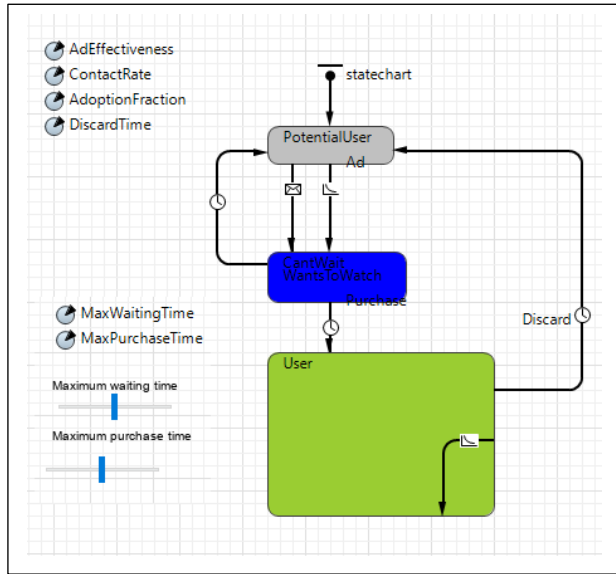 AdEffectiveness
ContactRate
AdoptionFraction
DiscardTime
statechart
PotentialUser
Ad
CantWait
WantsToWatch
Purchase
MaxWaitingTime
MaxPurchaseTime
Discard
User
Maximum waiting time
Maximum purchase time